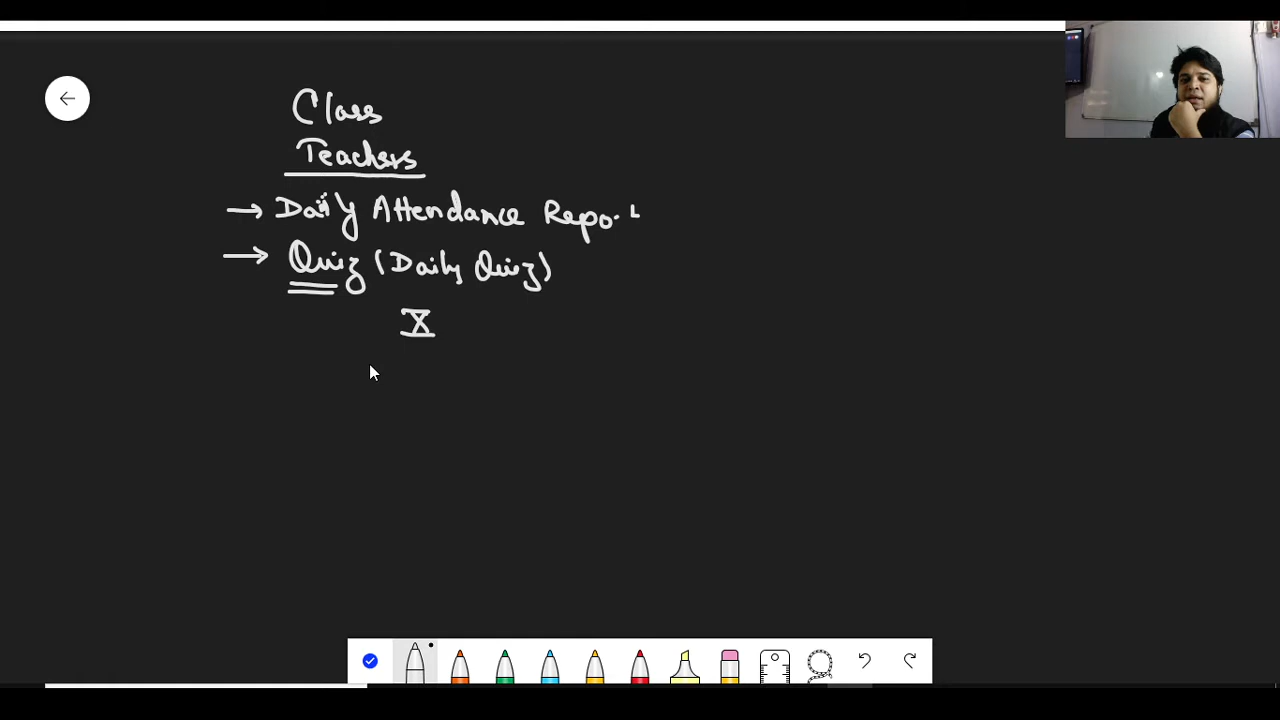 Class
Teachers
→ Daily Attendance Repo
→ Quiz (Daily Quiz)
X